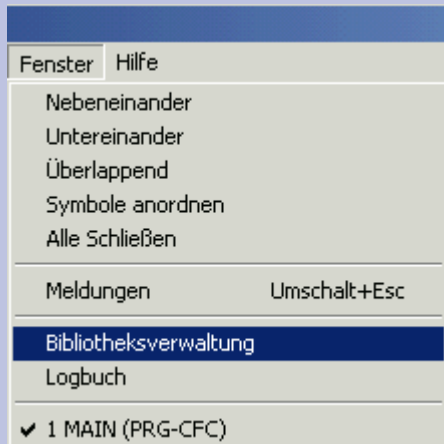 Fenster Hilfe
Nebeneinander
Untereinander
Überlappend
Symbole anordnen
Alle Schließen
Meldungen Umschalt+Esc
Bibliotheksverwaltung
Logbuch
✔ 1 MAIN (PRG-CFC)